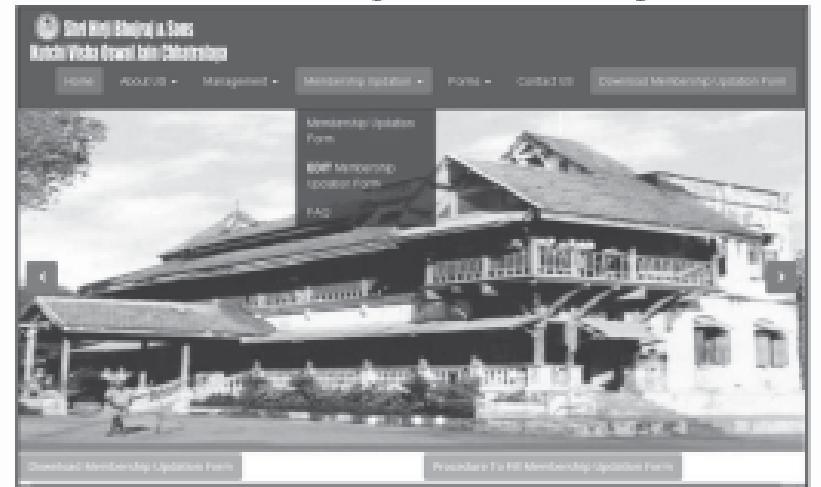 Shri Virji Bhojraj & Sons
Kutchi Visha Oswal Jain Chhatralaya
Home About US Management Membership Updation Forms Contact US Download Membership Updation Form
Membership Updation
Form
EDIT Membership
Updation Form
FAQ
Download Membership Updation Form Procedure To Fill Membership Updation Form